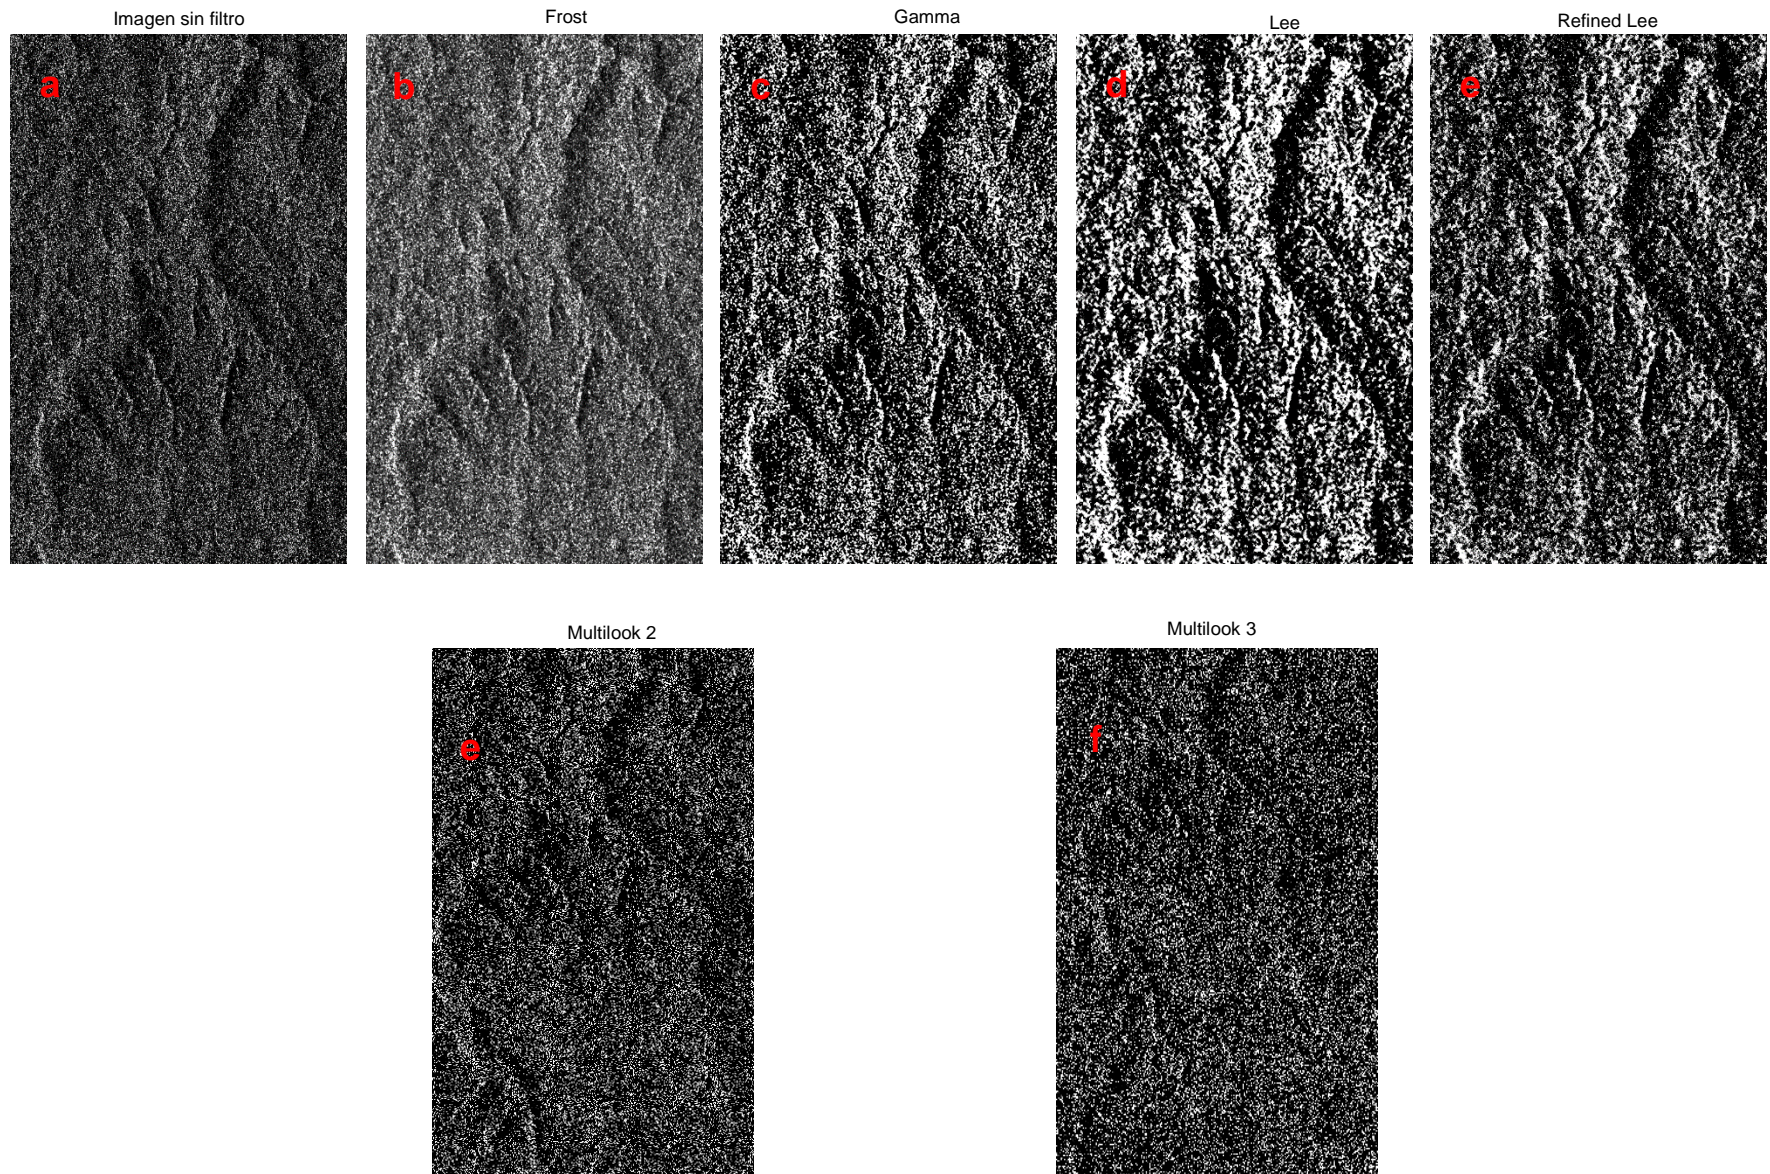 Imagen sin filtro
Frost
Gamma
Lee
Refined Lee
a
b
c
d
e
Multilook 2
Multilook 3
e
f